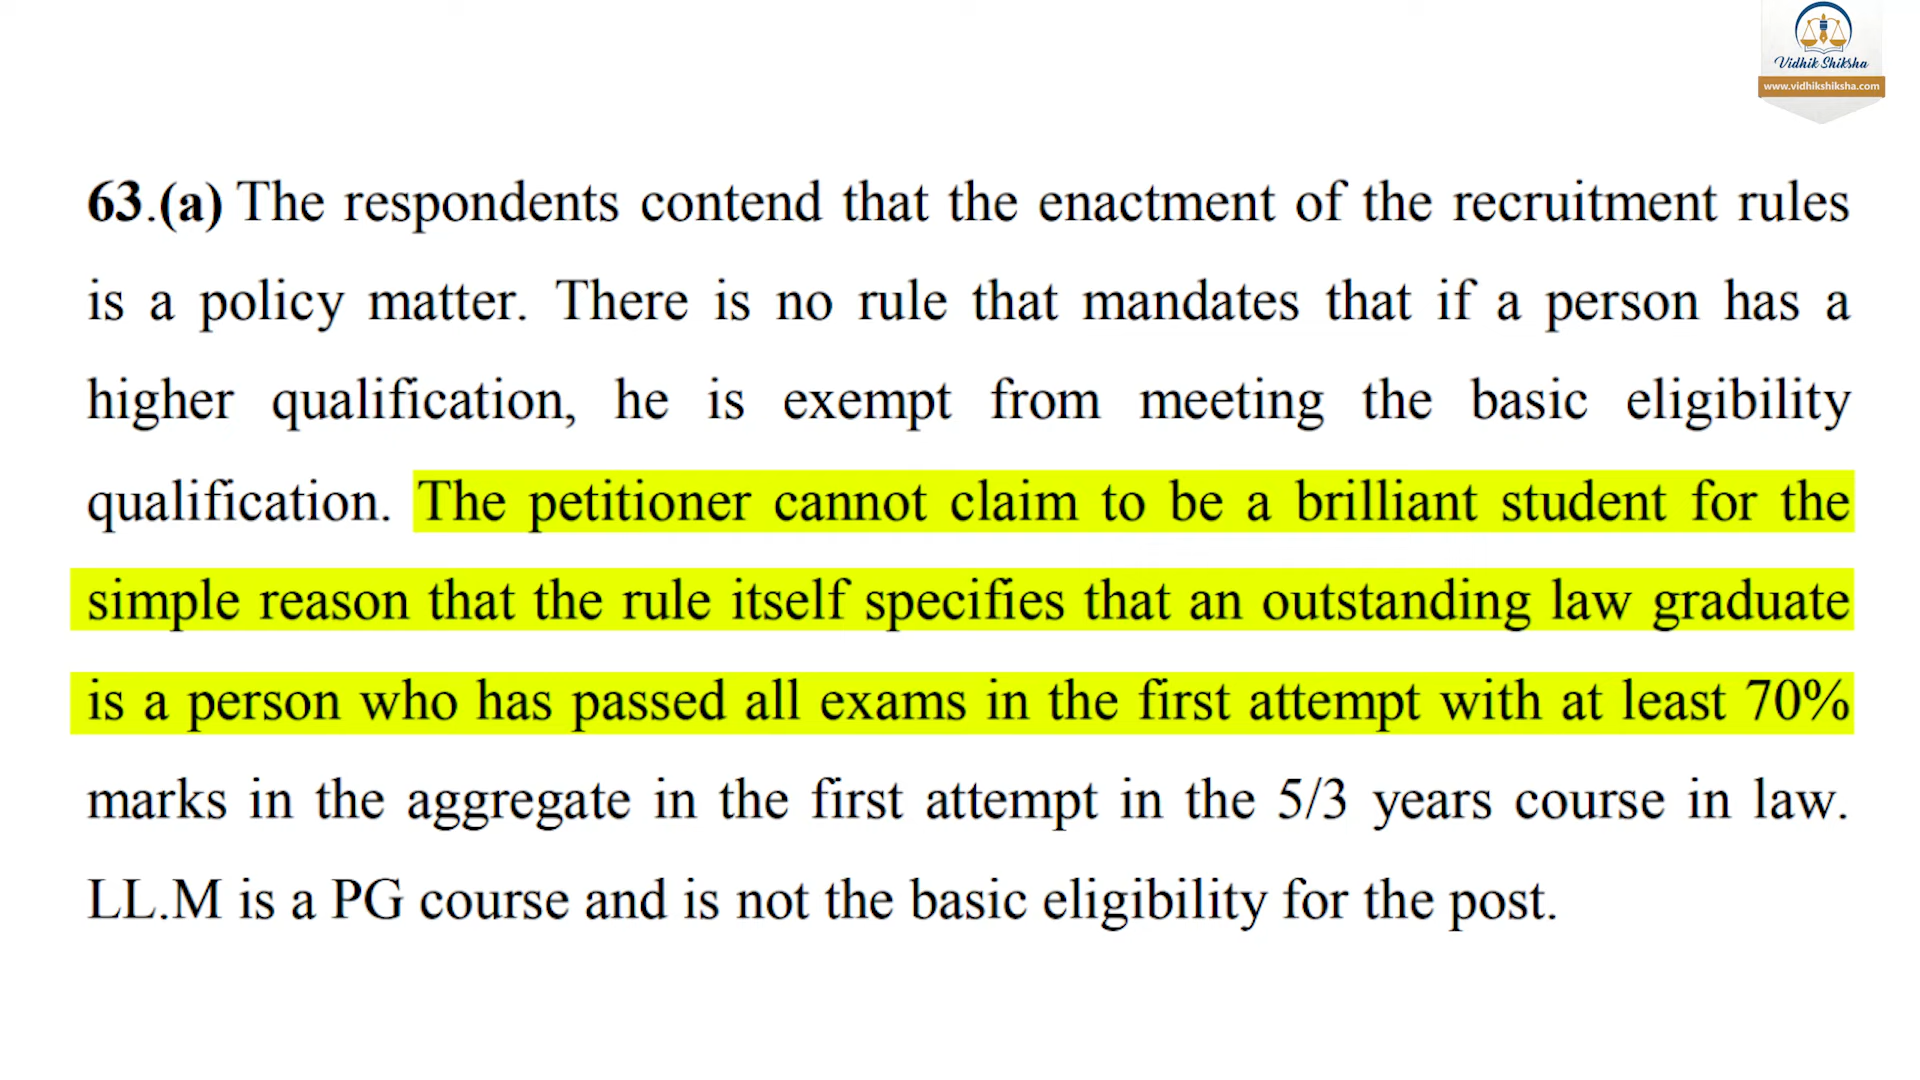 Vidhik Shiksha
www.vidhikshiksha.com
63.(a) The respondents contend that the enactment of the recruitment rules
is a policy matter. There is no rule that mandates that if a person has a
higher qualification, he is exempt from meeting the basic eligibility
qualification. The petitioner cannot claim to be a brilliant student for the
simple reason that the rule itself specifies that an outstanding law graduate
is a person who has passed all exams in the first attempt with at least 70%
marks in the aggregate in the first attempt in the 5/3 years course in law.
LL.M is a PG course and is not the basic eligibility for the post.